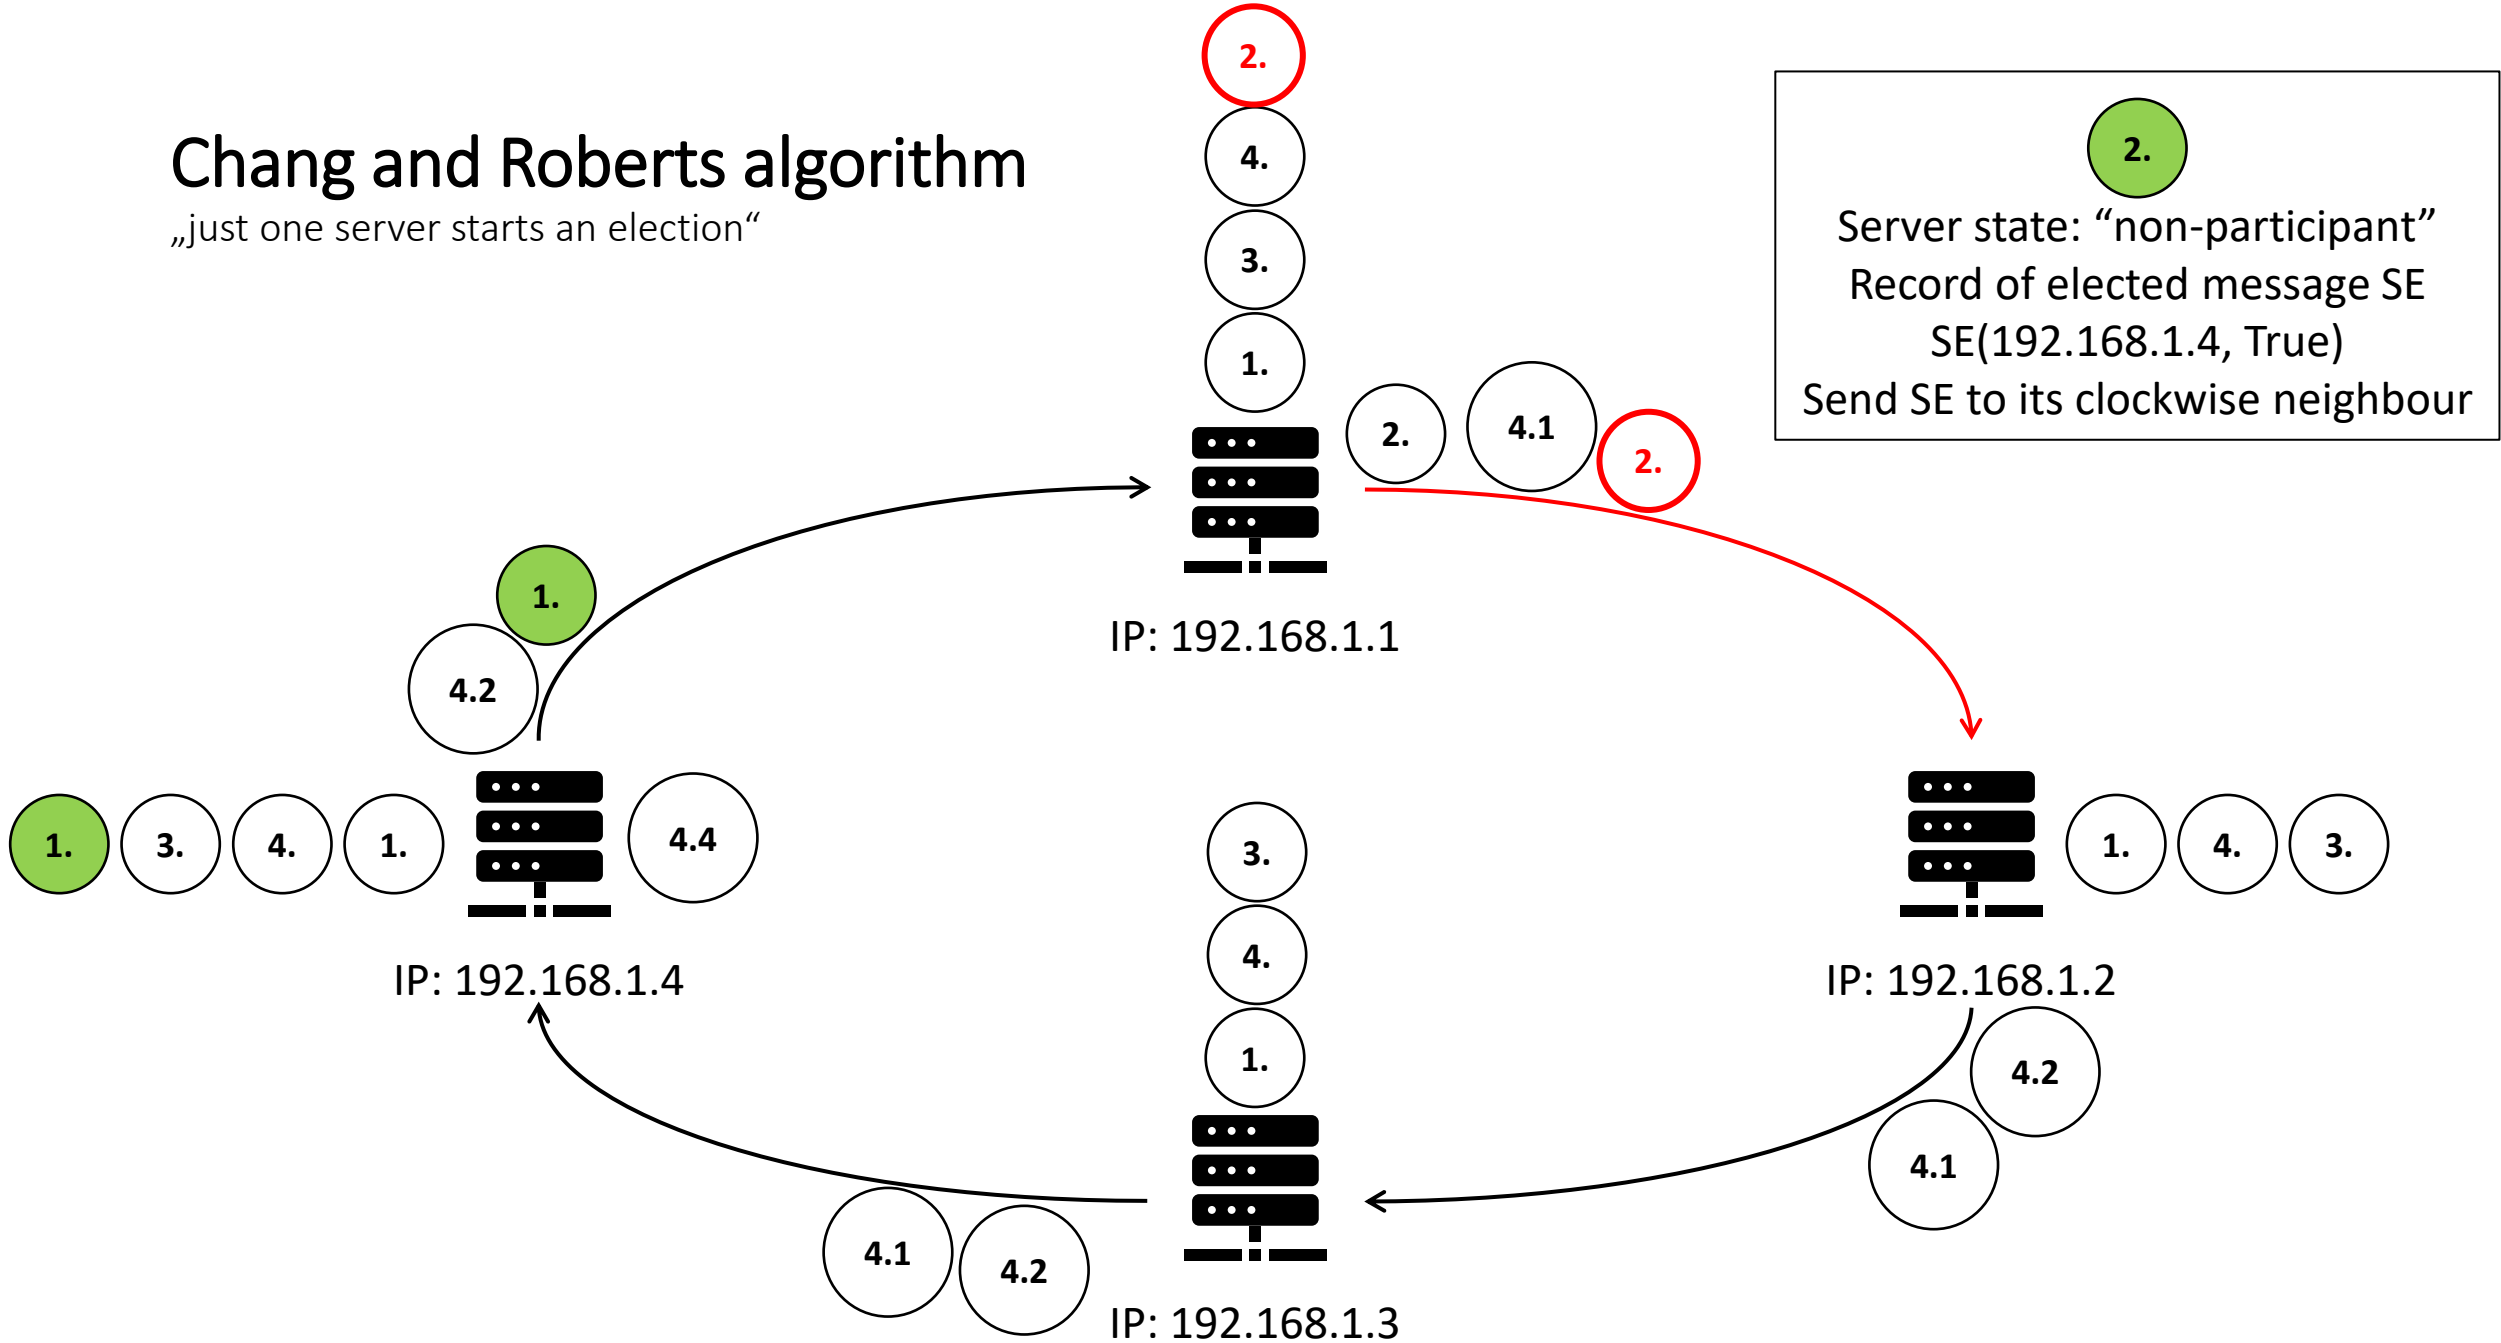 2.
Chang and Roberts algorithm
„just one server starts an election“
4.
3.
1.
2.
Server state: “non-participant”
Record of elected message SE
SE(192.168.1.4, True)
Send SE to its clockwise neighbour
2.
4.1
2.
IP: 192.168.1.1
1.
4.2
1.
3.
4.
1.
4.4
IP: 192.168.1.4
3.
4.
1.
1.
4.
3.
IP: 192.168.1.2
4.2
4.1
4.1
4.2
IP: 192.168.1.3